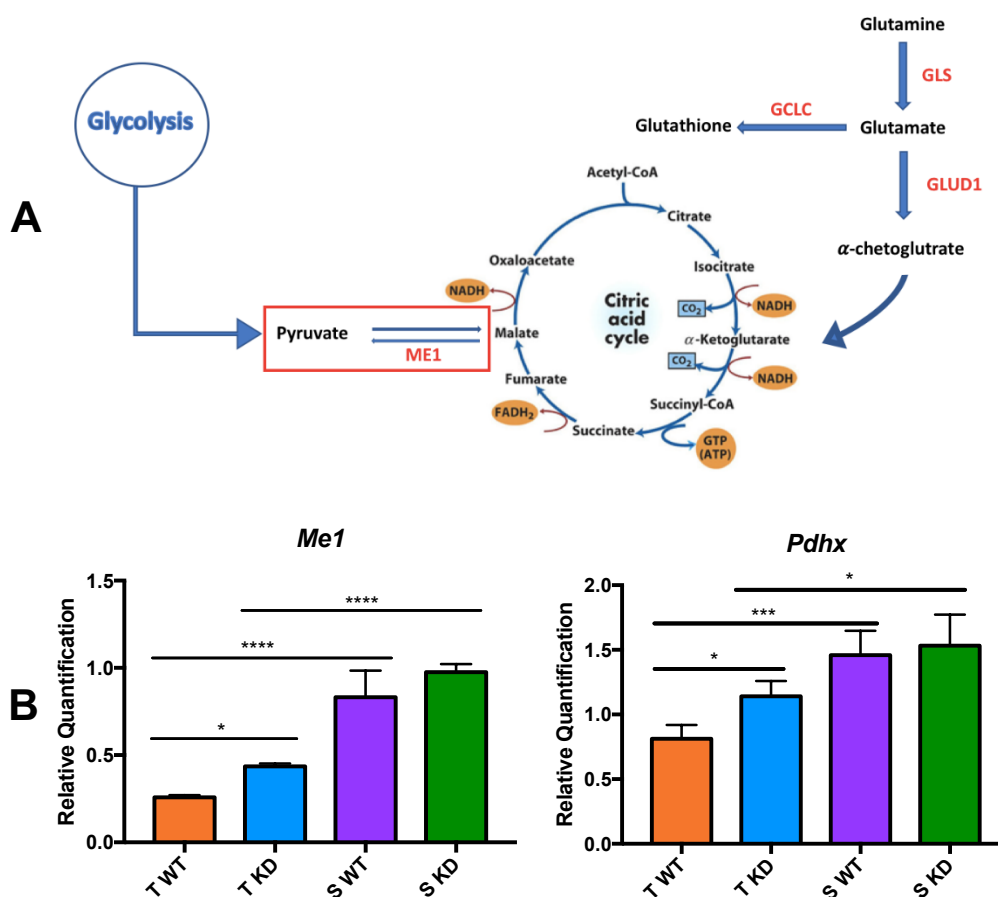 A
Glycolysis
Glutamine
GLS
GCLC
Glutathione
Glutamate
GLUD1
α-chetoglutrate
Acetyl-CoA
Citrate
Isocitrate
CO₂
NADH
α-Ketoglutarate
CO₂
NADH
Succinyl-CoA
GTP
(ATP)
Succinate
FADH₂
Fumarate
Malate
NADH
Oxaloacetate
Citric
acid
cycle
Pyruvate
ME1
B
Me1
Relative Quantification
1.5
1.0
0.5
0.0
****
****
*
T WT
T KD
S WT
S KD
Pdhx
Relative Quantification
2.0
1.5
1.0
0.5
0.0
*
***
*
T WT
T KD
S WT
S KD